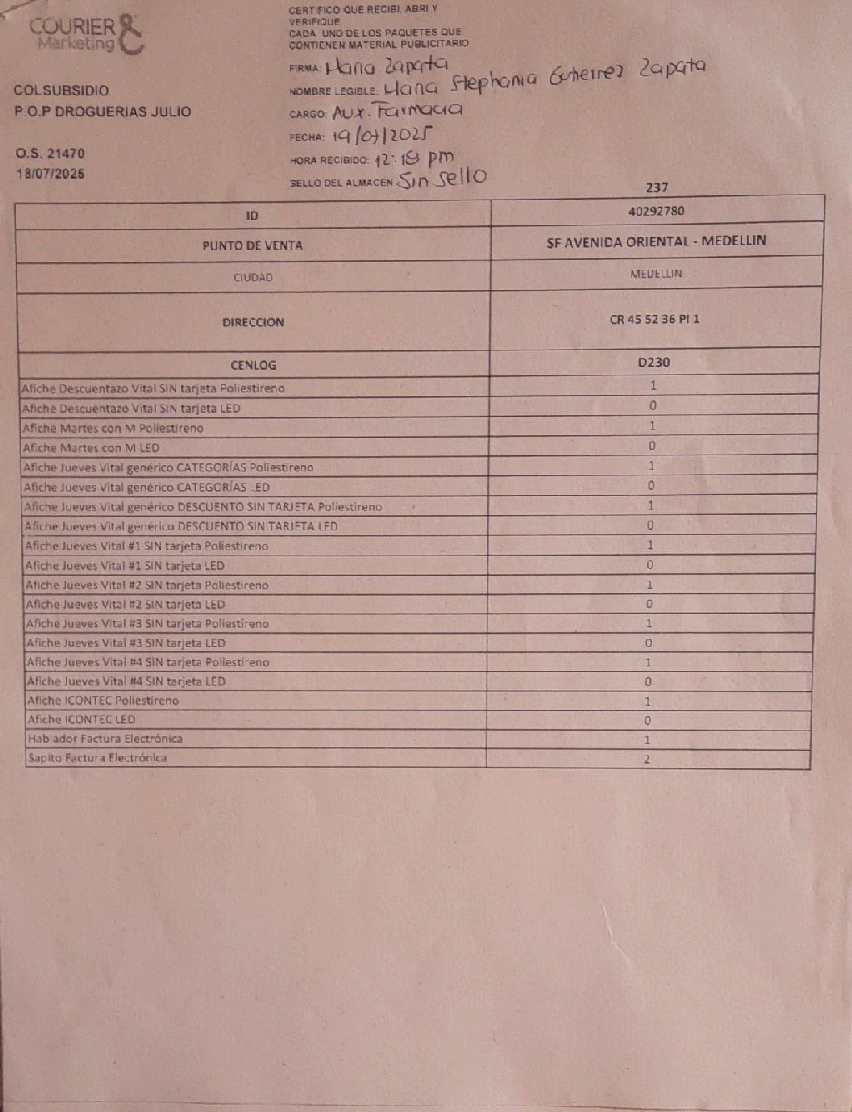 COURIER &
Marketing
CERTIFICO QUE RECIBI, ABRI Y
VERIFIQUE
CADA UNO DE LOS PAQUETES QUE
CONTIENEN MATERIAL PUBLICITARIO
FIRMA: Zapata
NOMBRE LEGIBLE: Stephania Gutierrez Zapata
CARGO: Aux. Farmacia
FECHA: 19/07/2025
HORA RECIBIDO: 12:18 pm
SELLO DEL ALMACEN Sin sello
COLSUBSIDIO
P.O.P DROGUERIAS JULIO
O.S. 21470
18/07/2025
237
ID 40292780
PUNTO DE VENTA SF AVENIDA ORIENTAL - MEDELLIN
CIUDAD MEDELLIN
DIRECCION CR 45 52 36 PI 1
CENLOG D230
Afiche Descuentazo Vital SIN tarjeta Poliestireno 1
Afiche Descuentazo Vital SIN tarjeta LED 0
Afiche Martes con M Poliestireno 1
Afiche Martes con M LED 0
Afiche Jueves Vital genérico CATEGORÍAS Poliestireno 1
Afiche Jueves Vital genérico CATEGORÍAS LED 0
Afiche Jueves Vital genérico DESCUENTO SIN TARJETA Poliestireno 1
Afiche Jueves Vital genérico DESCUENTO SIN TARJETA LED 0
Afiche Jueves Vital #1 SIN tarjeta Poliestireno 1
Afiche Jueves Vital #1 SIN tarjeta LED 0
Afiche Jueves Vital #2 SIN tarjeta Poliestireno 1
Afiche Jueves Vital #2 SIN tarjeta LED 0
Afiche Jueves Vital #3 SIN tarjeta Poliestireno 1
Afiche Jueves Vital #3 SIN tarjeta LED 0
Afiche Jueves Vital #4 SIN tarjeta Poliestireno 1
Afiche Jueves Vital #4 SIN tarjeta LED 0
Afiche ICONTEC Poliestireno 1
Afiche ICONTEC LED 0
Hablador Factura Electrónica 1
Sapito Factura Electrónica 2